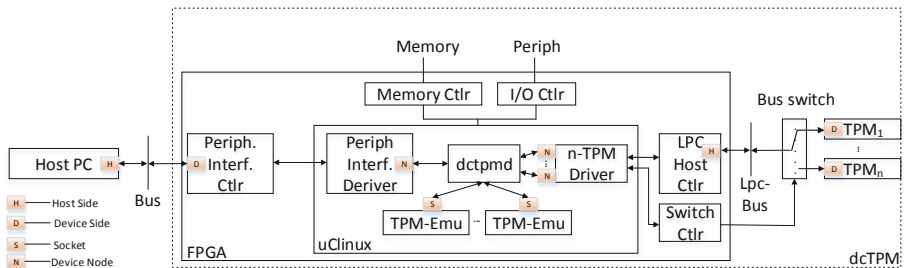 Memory
Periph
Memory Ctlr
I/O Ctlr
Bus switch
Host PC
H
Bus
D
Periph.
Interf.
Ctlr
Periph
Interf.
Deriver
N
dctpmd
N
N
n-TPM
Driver
LPC
Host
Ctlr
H
Lpc-
Bus
D
TPM1
D
TPMn
S
S
TPM-Emu
TPM-Emu
Switch
Ctlr
H
Host Side
D
Device Side
S
Socket
N
Device Node
FPGA
uClinux
dcTPM